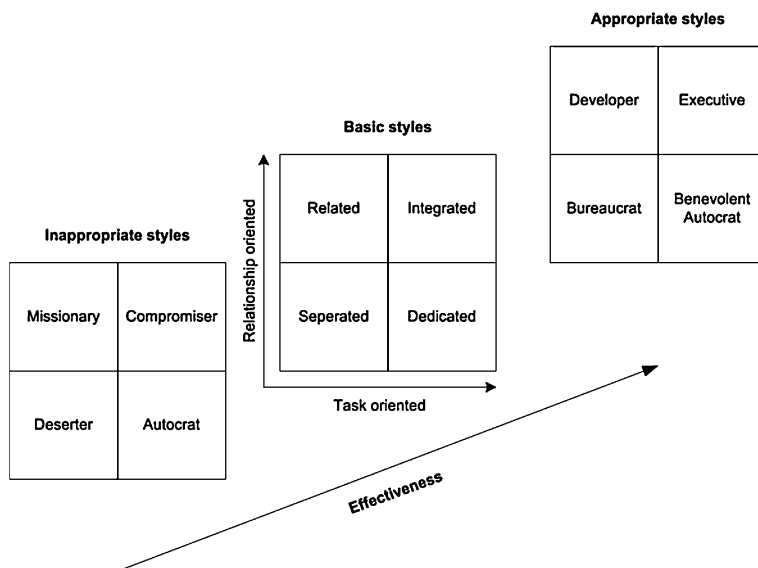 Appropriate styles
Developer
Executive
Bureaucrat
Benevolent
Autocrat
Basic styles
Relationship oriented
Related
Integrated
Seperated
Dedicated
Task oriented
Inappropriate styles
Missionary
Compromiser
Deserter
Autocrat
Effectiveness